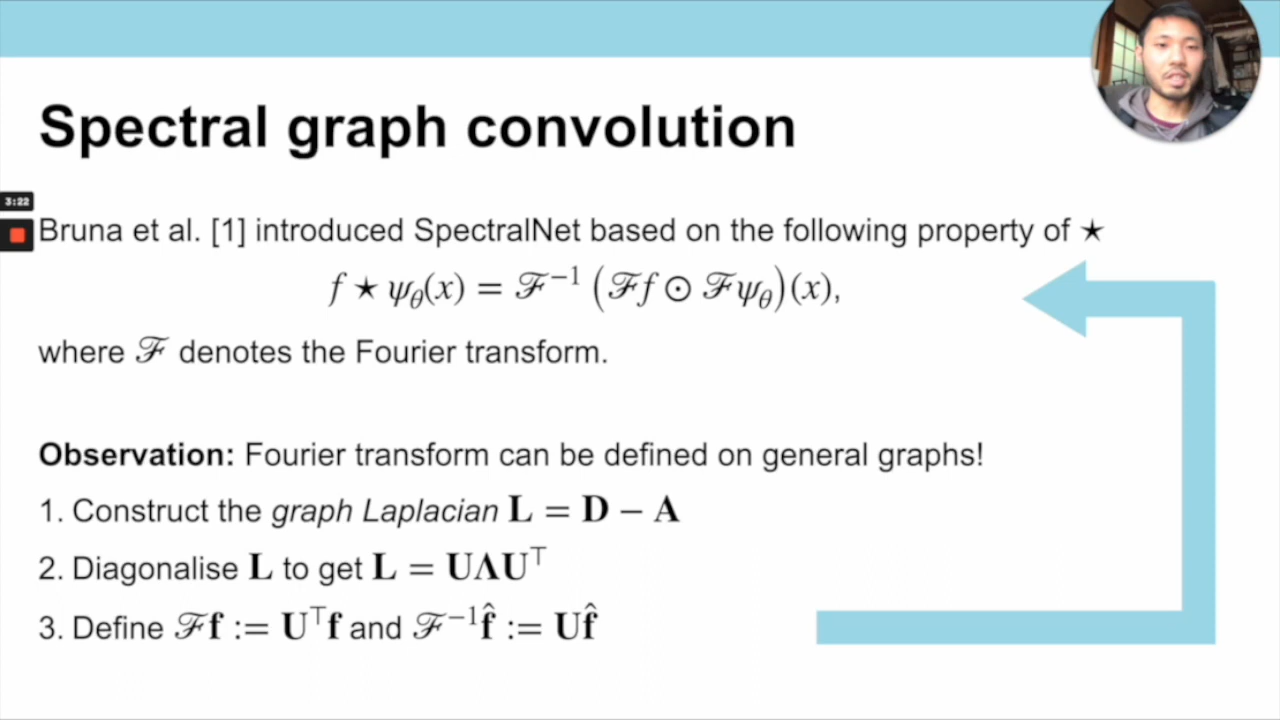 Spectral graph convolution
3:22
Bruna et al. [1] introduced SpectralNet based on the following property of ★
f ★ ψ_θ(x) = ℱ⁻¹ (ℱf ⊙ ℱψ_θ)(x),
where ℱ denotes the Fourier transform.
Observation: Fourier transform can be defined on general graphs!
1. Construct the graph Laplacian L = D − A
2. Diagonalise L to get L = UΛU⊤
3. Define ℱf := U⊤f and ℱ⁻¹f̂ := Uf̂